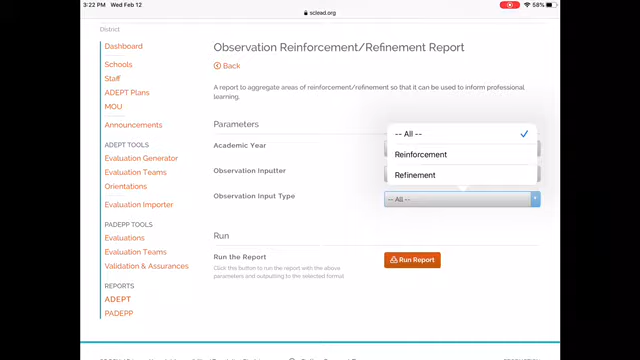 3:22 PM Wed Feb 12
58%
sclead.org
District
Dashboard
Schools
Staff
ADEPT Plans
MOU
Announcements
ADEPT TOOLS
Evaluation Generator
Evaluation Teams
Orientations
Evaluation Importer
PADEPP TOOLS
Evaluations
Evaluation Teams
Validation & Assurances
REPORTS
ADEPT
PADEPP
Observation Reinforcement/Refinement Report
Back
A report to aggregate areas of reinforcement/refinement so that it can be used to inform professional
learning.
Parameters
Academic Year
Observation Inputter
Observation Input Type
-- All --
Reinforcement
Refinement
-- All --
Run
Run the Report
Click this button to run the report with the above
parameters and outputting to the selected format
Run Report